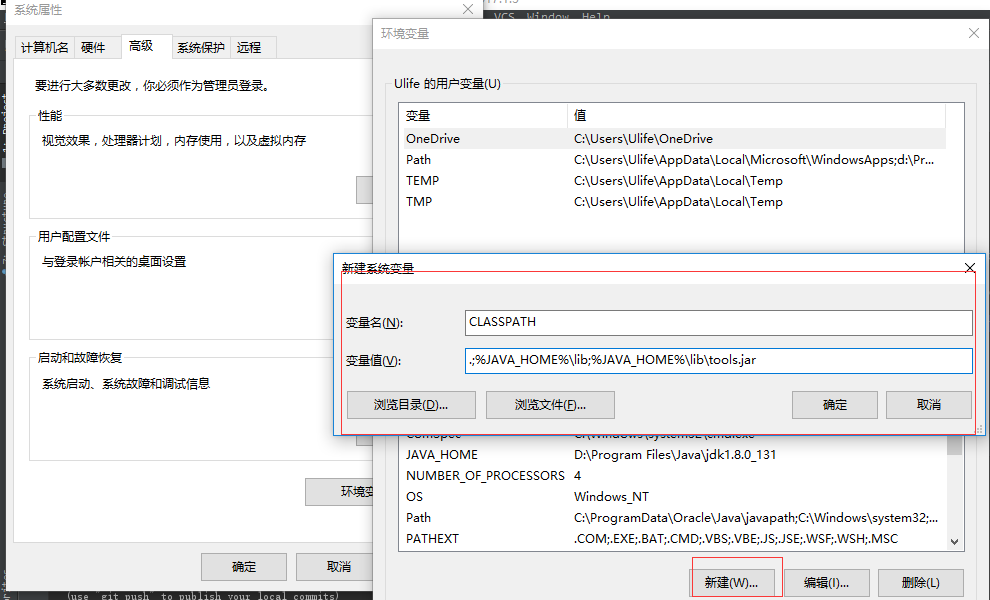 系统属性
VCS Window Help
环境变量
计算机名 硬件 高级 系统保护 远程
要进行大多数更改，你必须作为管理员登录。
性能
视觉效果，处理器计划，内存使用，以及虚拟内存
用户配置文件
与登录帐户相关的桌面设置
启动和故障恢复
系统启动、系统故障和调试信息
环境变
确定 取消
Ulife 的用户变量(U)
变量 值
OneDrive C:\Users\Ulife\OneDrive
Path C:\Users\Ulife\AppData\Local\Microsoft\WindowsApps;d:\Pr...
TEMP C:\Users\Ulife\AppData\Local\Temp
TMP C:\Users\Ulife\AppData\Local\Temp
新建系统变量
变量名(N): CLASSPATH
变量值(V): .;%JAVA_HOME%\lib;%JAVA_HOME%\lib\tools.jar
浏览目录(D)... 浏览文件(F)... 确定 取消
ComSpec C:\Windows\system32\cmd.exe
JAVA_HOME D:\Program Files\Java\jdk1.8.0_131
NUMBER_OF_PROCESSORS 4
OS Windows_NT
Path C:\ProgramData\Oracle\Java\javapath;C:\Windows\system32;...
PATHEXT .COM;.EXE;.BAT;.CMD;.VBS;.VBE;.JS;.JSE;.WSF;.WSH;.MSC
新建(W)... 编辑(I)... 删除(L)
(use "git push" to publish your local commits)